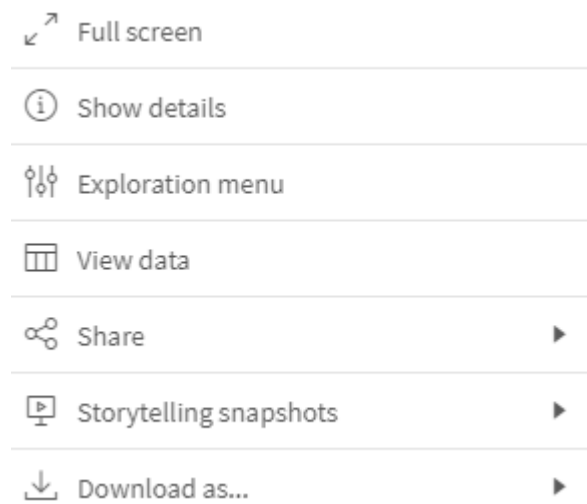 Full screen
Show details
Exploration menu
View data
Share
Storytelling snapshots
Download as...